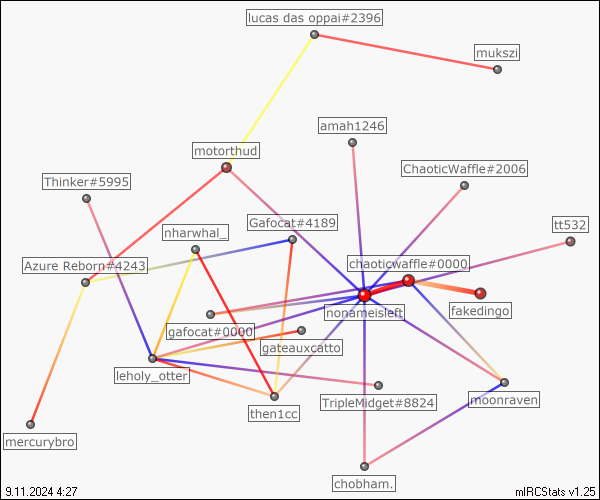 lucas das oppai#2396
mukszi
amah1246
motorthud
ChaoticWaffle#2006
Thinker#5995
Gafocat#4189
nharwhal_
tt532
Azure Reborn#4243
chaoticwaffle#0000
nonameisleft
fakedingo
gafocat#0000
gateauxcatto
leholy_otter
TripleMidget#8824
moonraven
then1cc
mercurybro
chobham.
9.11.2024 4:27
mIRCStats v1.25